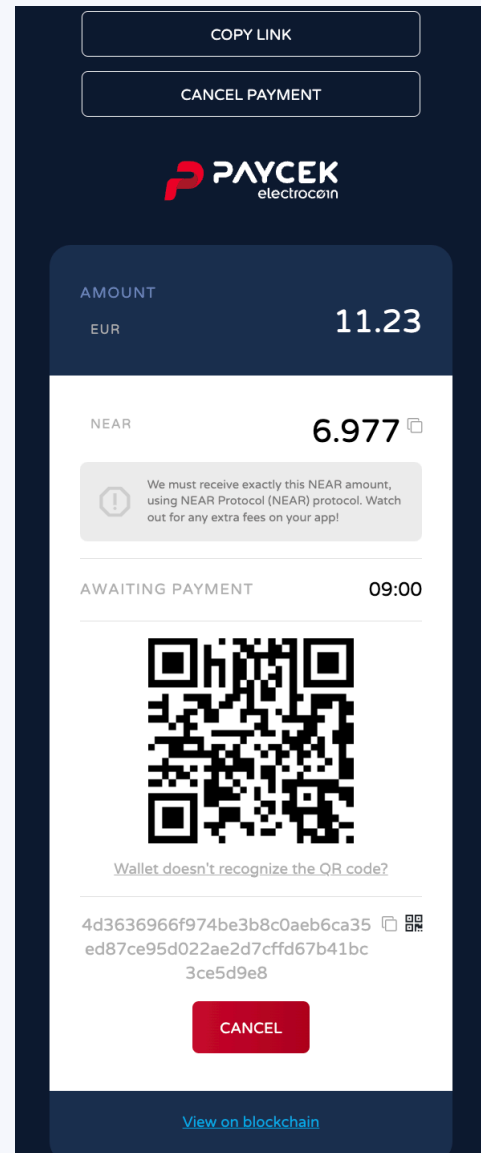 COPY LINK
CANCEL PAYMENT
PAYCEK
electrocoin
AMOUNT
EUR
11.23
NEAR
6.977
We must receive exactly this NEAR amount,
using NEAR Protocol (NEAR) protocol. Watch
out for any extra fees on your app!
AWAITING PAYMENT
09:00
Wallet doesn't recognize the QR code?
4d3636966f974be3b8c0aeb6ca35
ed87ce95d022ae2d7cffd67b41bc
3ce5d9e8
CANCEL
View on blockchain